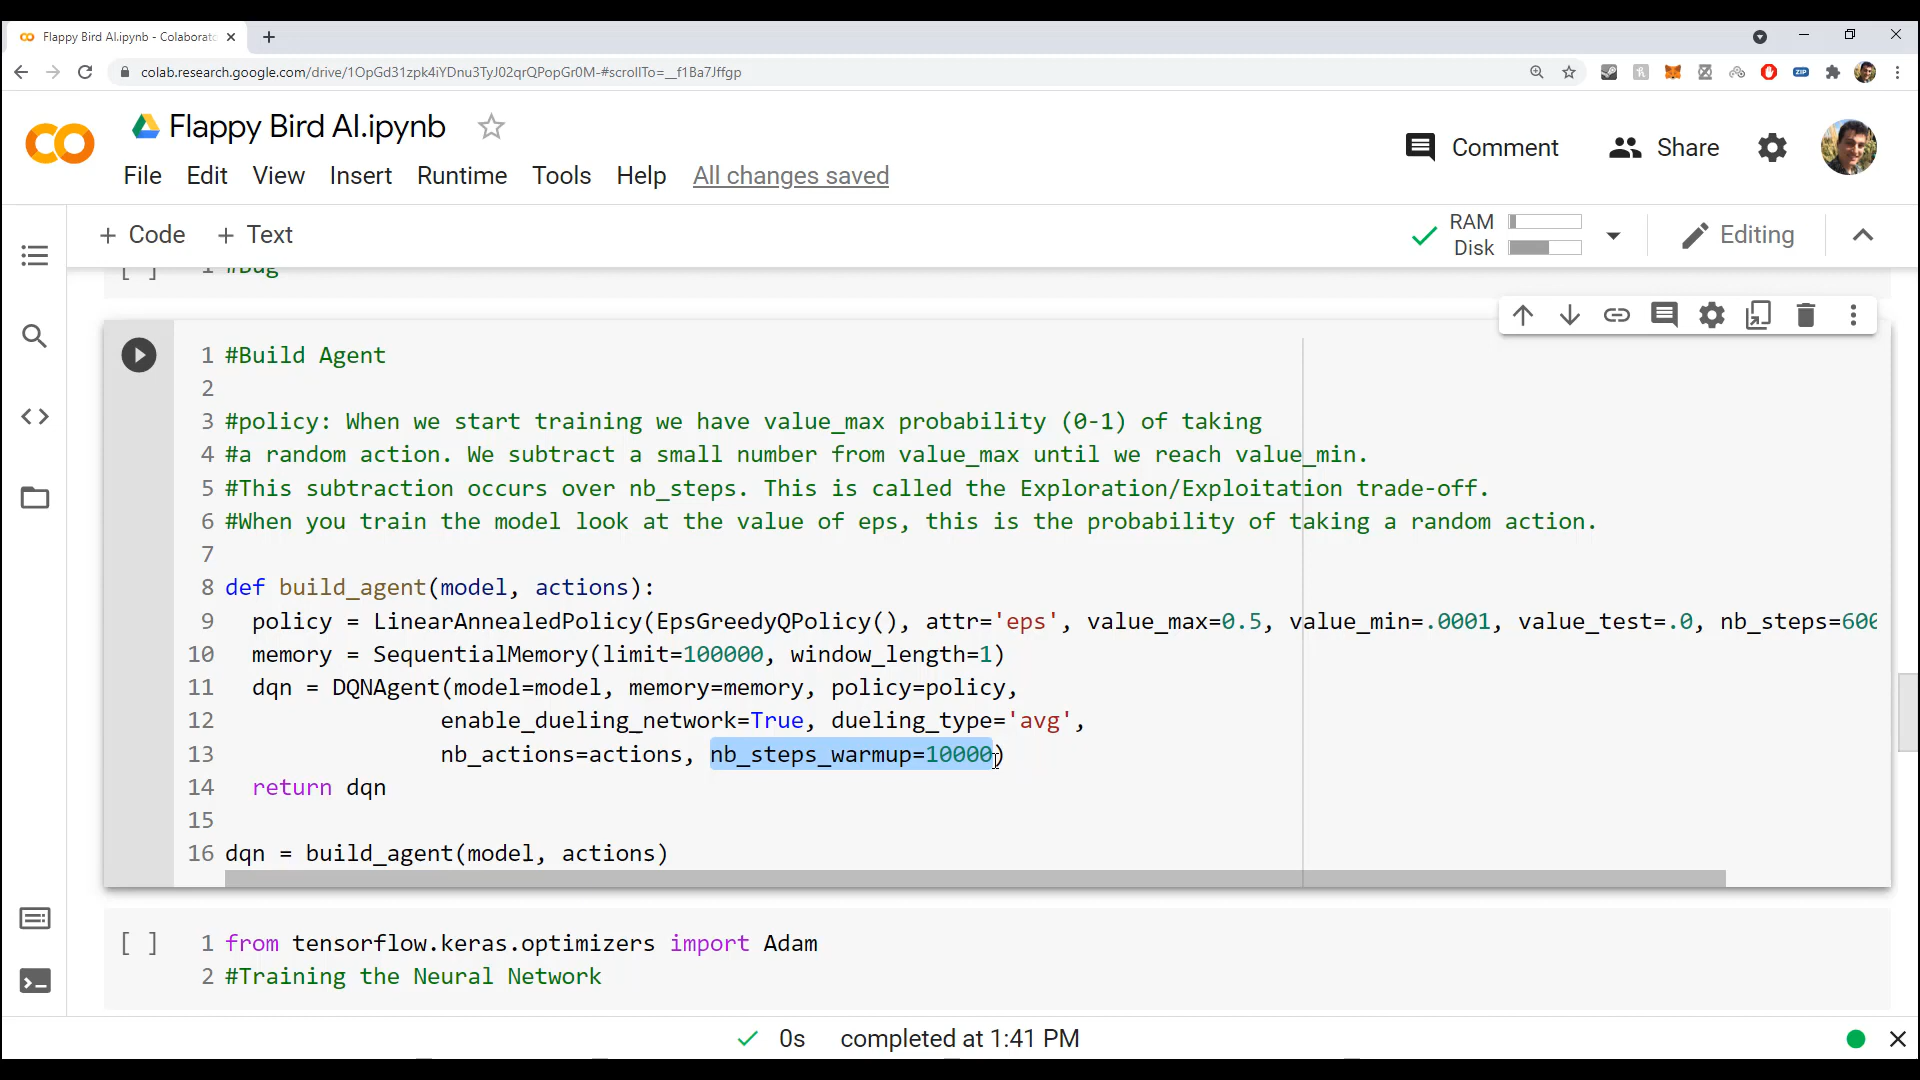 Flappy Bird AI.ipynb - Colaborato
colab.research.google.com/drive/1OpGd31zpk4iYDnu3TyJ02qrQPopGr0M-#scrollTo=__f1Ba7Jffgp
ZIP
Flappy Bird AI.ipynb
Comment
Share
File Edit View Insert Runtime Tools Help All changes saved
+ Code + Text
RAM
Disk
Editing
[ ] 1 #Bug
1 #Build Agent
2
3 #policy: When we start training we have value_max probability (0-1) of taking
4 #a random action. We subtract a small number from value_max until we reach value_min.
5 #This subtraction occurs over nb_steps. This is called the Exploration/Exploitation trade-off.
6 #When you train the model look at the value of eps, this is the probability of taking a random action.
7
8 def build_agent(model, actions):
9   policy = LinearAnnealedPolicy(EpsGreedyQPolicy(), attr='eps', value_max=0.5, value_min=.0001, value_test=.0, nb_steps=600
10   memory = SequentialMemory(limit=100000, window_length=1)
11   dqn = DQNAgent(model=model, memory=memory, policy=policy,
12                 enable_dueling_network=True, dueling_type='avg',
13                 nb_actions=actions, nb_steps_warmup=10000)
14   return dqn
15
16 dqn = build_agent(model, actions)
[ ] 1 from tensorflow.keras.optimizers import Adam
2 #Training the Neural Network
0s completed at 1:41 PM